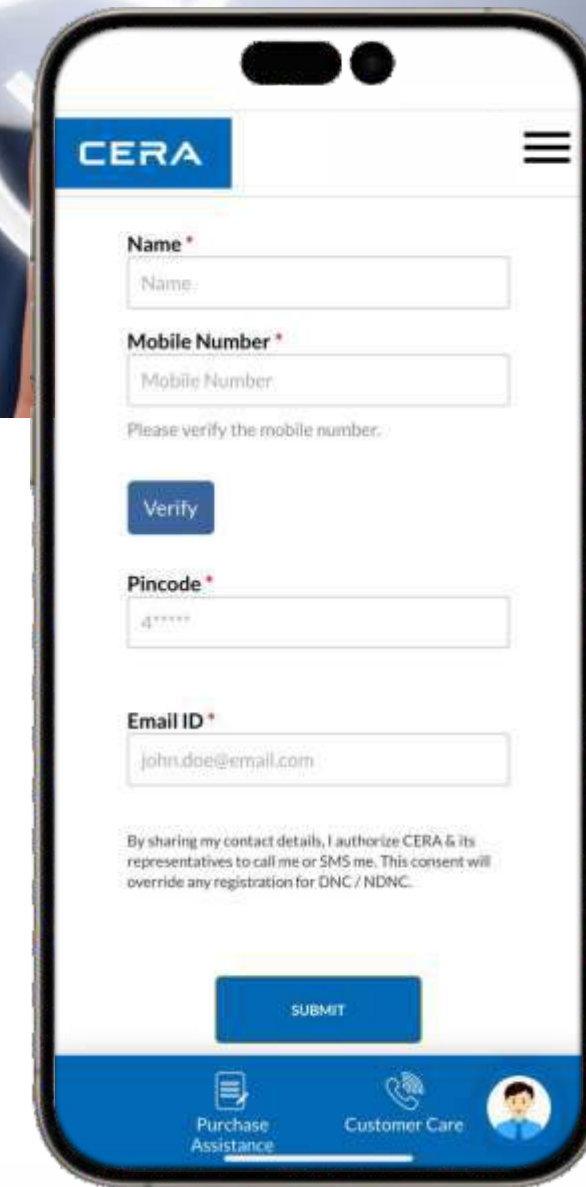 CERA
Name *
Name
Mobile Number *
Mobile Number
Please verify the mobile number.
Verify
Pincode *
4*****
Email ID *
john.doe@email.com
By sharing my contact details, I authorize CERA & its
representatives to call me or SMS me. This consent will
override any registration for DNC / NDNC.
SUBMIT
Purchase
Assistance
Customer Care